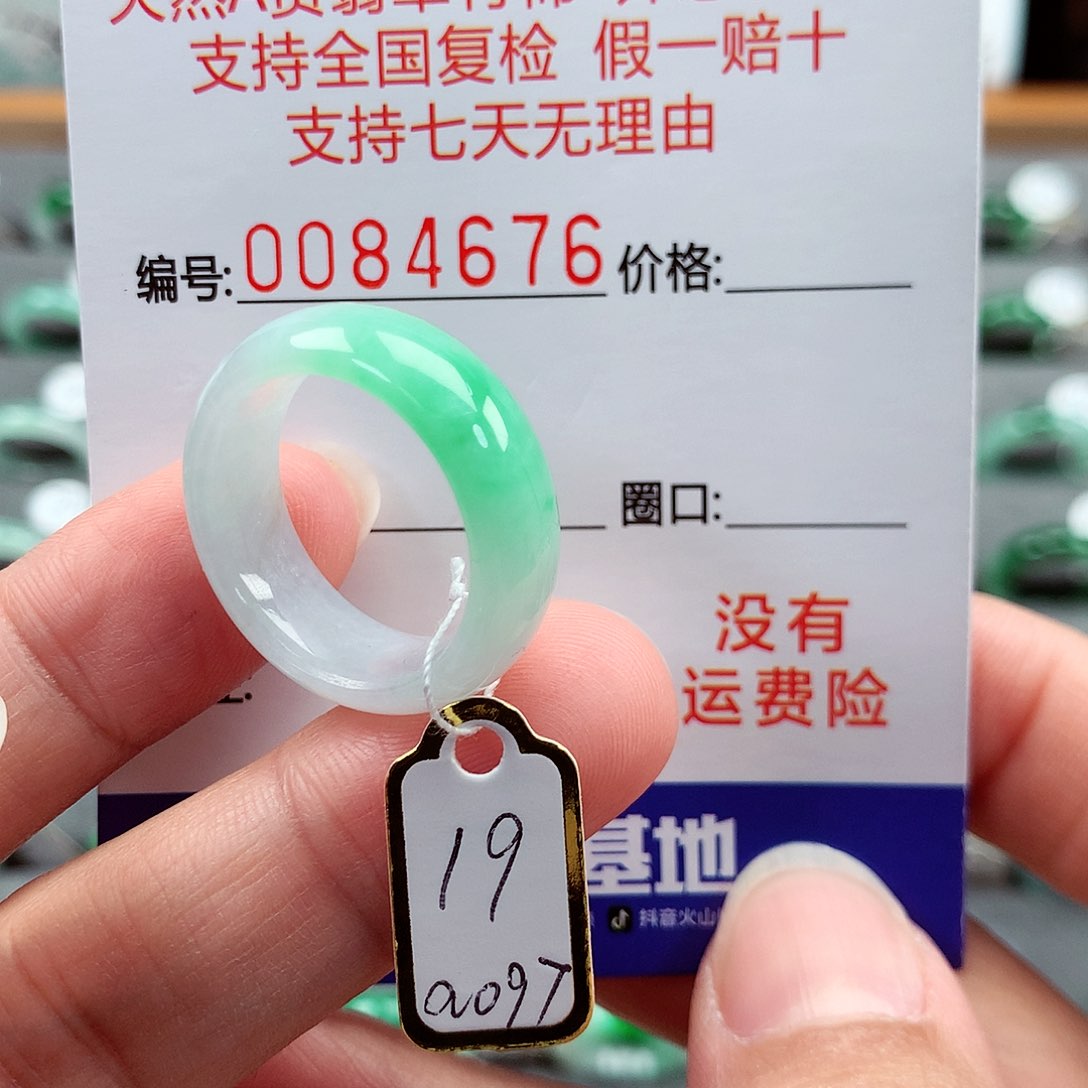 支持全国复检 假一赔十
支持七天无理由
编号: 0084676 价格:
圈口:
没有
运费险
基地
抖音火山
19
a09T